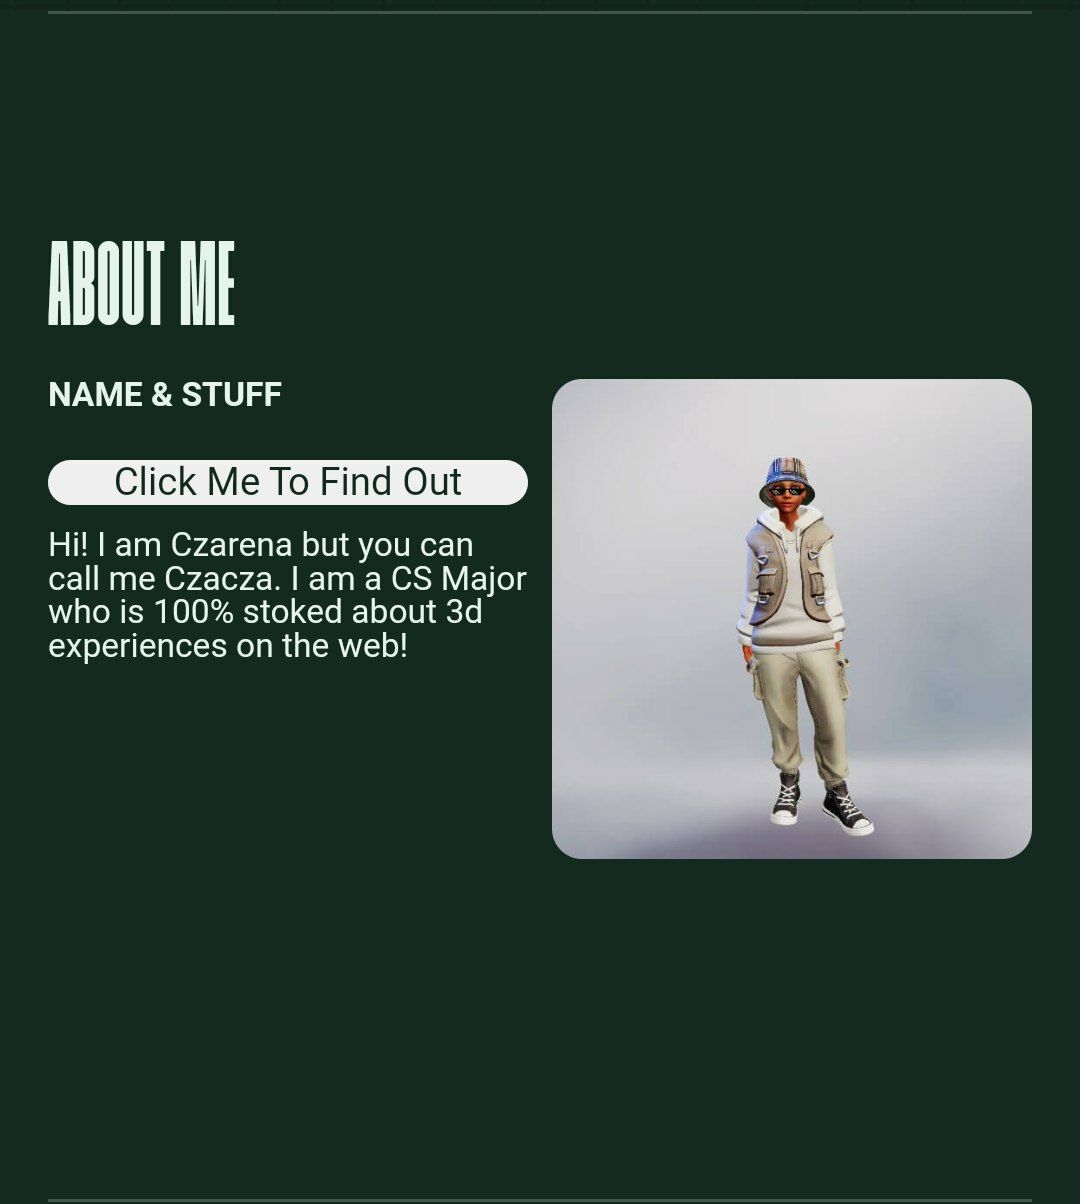 ABOUT ME
NAME & STUFF
Click Me To Find Out
Hi! I am Czarena but you can
call me Czacza. I am a CS Major
who is 100% stoked about 3d
experiences on the web!